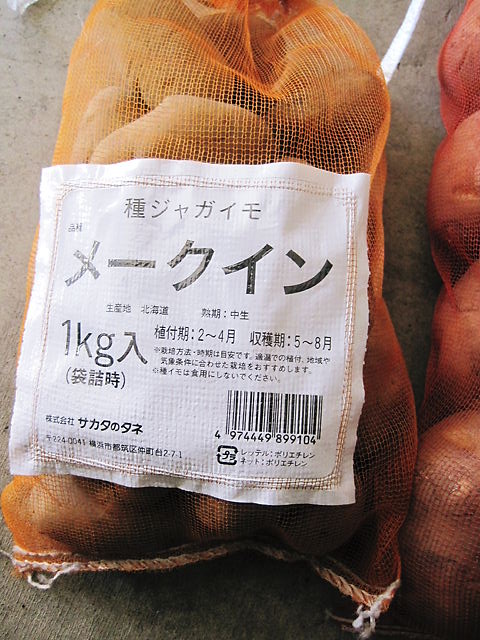 種ジャガイモ
品種
メークイン
生産地 北海道 熟期：中生
1kg入
(袋詰時)
植付期：2～4月 収穫期：5～8月
※栽培方法・時期は目安です。適温での植付、地域や
気象条件に合わせた栽培をおすすめします。
※種イモは食用にしないでください。
株式会社 サカタのタネ
〒224-0041 横浜市都筑区仲町台2-7-1
4 974449 899104
プラ
レッテル：ポリエチレン
ネット：ポリエチレン